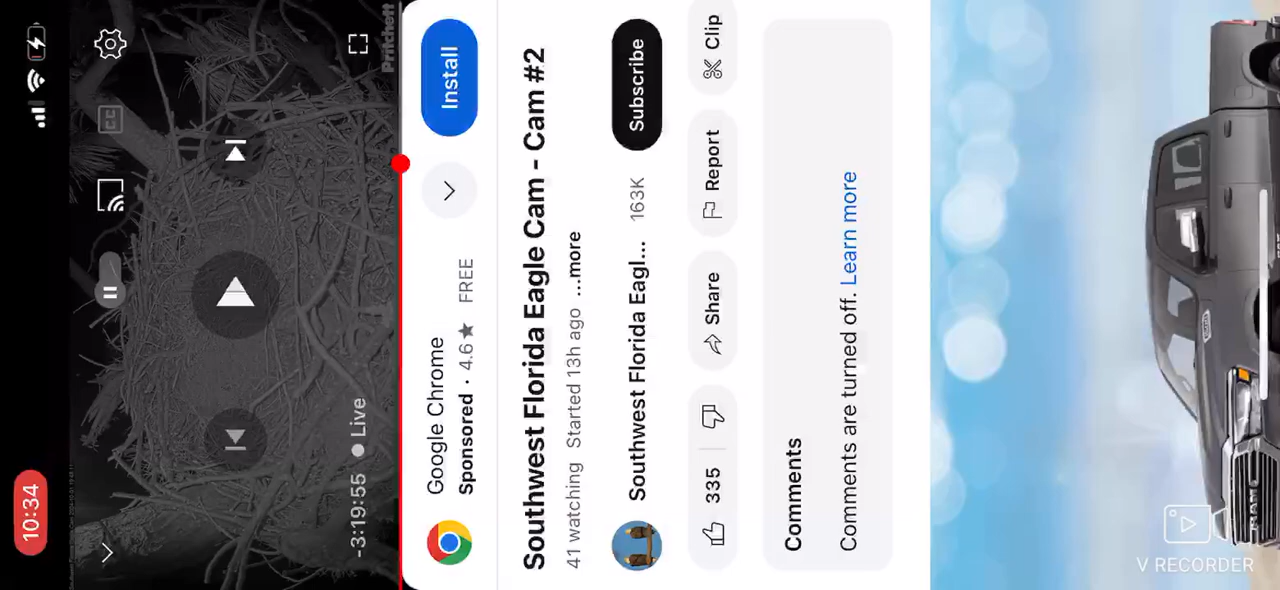 10:34
CC
Pritchett
-3:19:55 Live
Google Chrome
Sponsored · 4.6★ FREE
Install
Southwest Florida Eagle Cam - Cam #2
41 watching Started 13h ago ...more
Southwest Florida Eagl... 163K
Subscribe
335
Share
Report
Clip
Comments
Comments are turned off. Learn more
V RECORDER